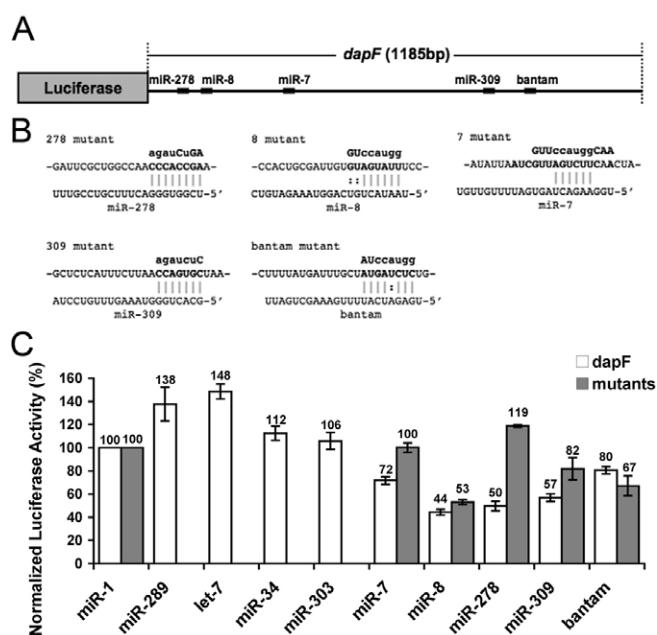 A
dapF (1185bp)
Luciferase
miR-278 miR-8 miR-7 miR-309 bantam
B
278 mutant
agauCuGA
-GAUUCGCUGGCCAACCCACCGAA-
UUUGCCUGCUUUCAGGGUGGCU-5'
miR-278
8 mutant
GUccaugg
-CCACUGCGAUUGUGUAGUAUUUCC-
CUGUAGAAAUGGACUGUCAUAAU-5'
miR-8
7 mutant
GUUccauggCAA
-AUAUUAAUCGUUAGUCUUCAACUA-
UGUUGUUUUAGUGAUCAGAAGGU-5'
miR-7
309 mutant
agaucuC
-GCUCUCAUUUCUUAACCAGUGCUAA-
AUCCUGUUUGAAAUGGGUCACG-5'
miR-309
bantam mutant
AUccaugg
-CUUUUAUGAUUUGCUAUGAUCUCUG-
UUAGUCGAAAGUUUUACUAGAGU-5'
bantam
C
Normalized Luciferase Activity (%)
160
140
120
100
80
60
40
20
0
dapF
mutants
100 100 138 148 112 106 72 100 44 53 50 119 57 82 80 67
miR-1 miR-289 let-7 miR-34 miR-303 miR-7 miR-8 miR-278 miR-309 bantam